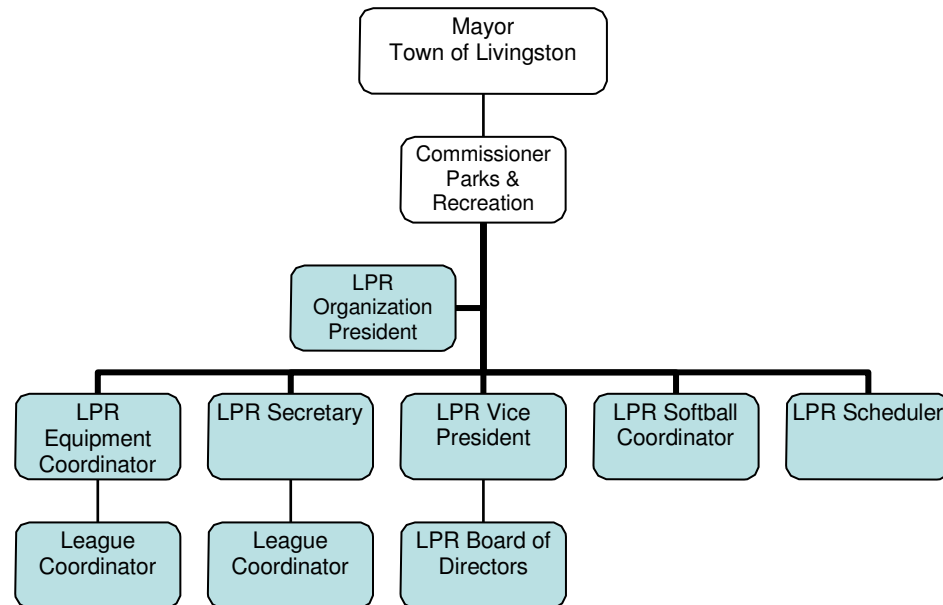 Mayor
Town of Livingston
Commissioner
Parks &
Recreation
LPR
Organization
President
LPR
Equipment
Coordinator
LPR Secretary
LPR Vice
President
LPR Softball
Coordinator
LPR Scheduler
League
Coordinator
League
Coordinator
LPR Board of
Directors